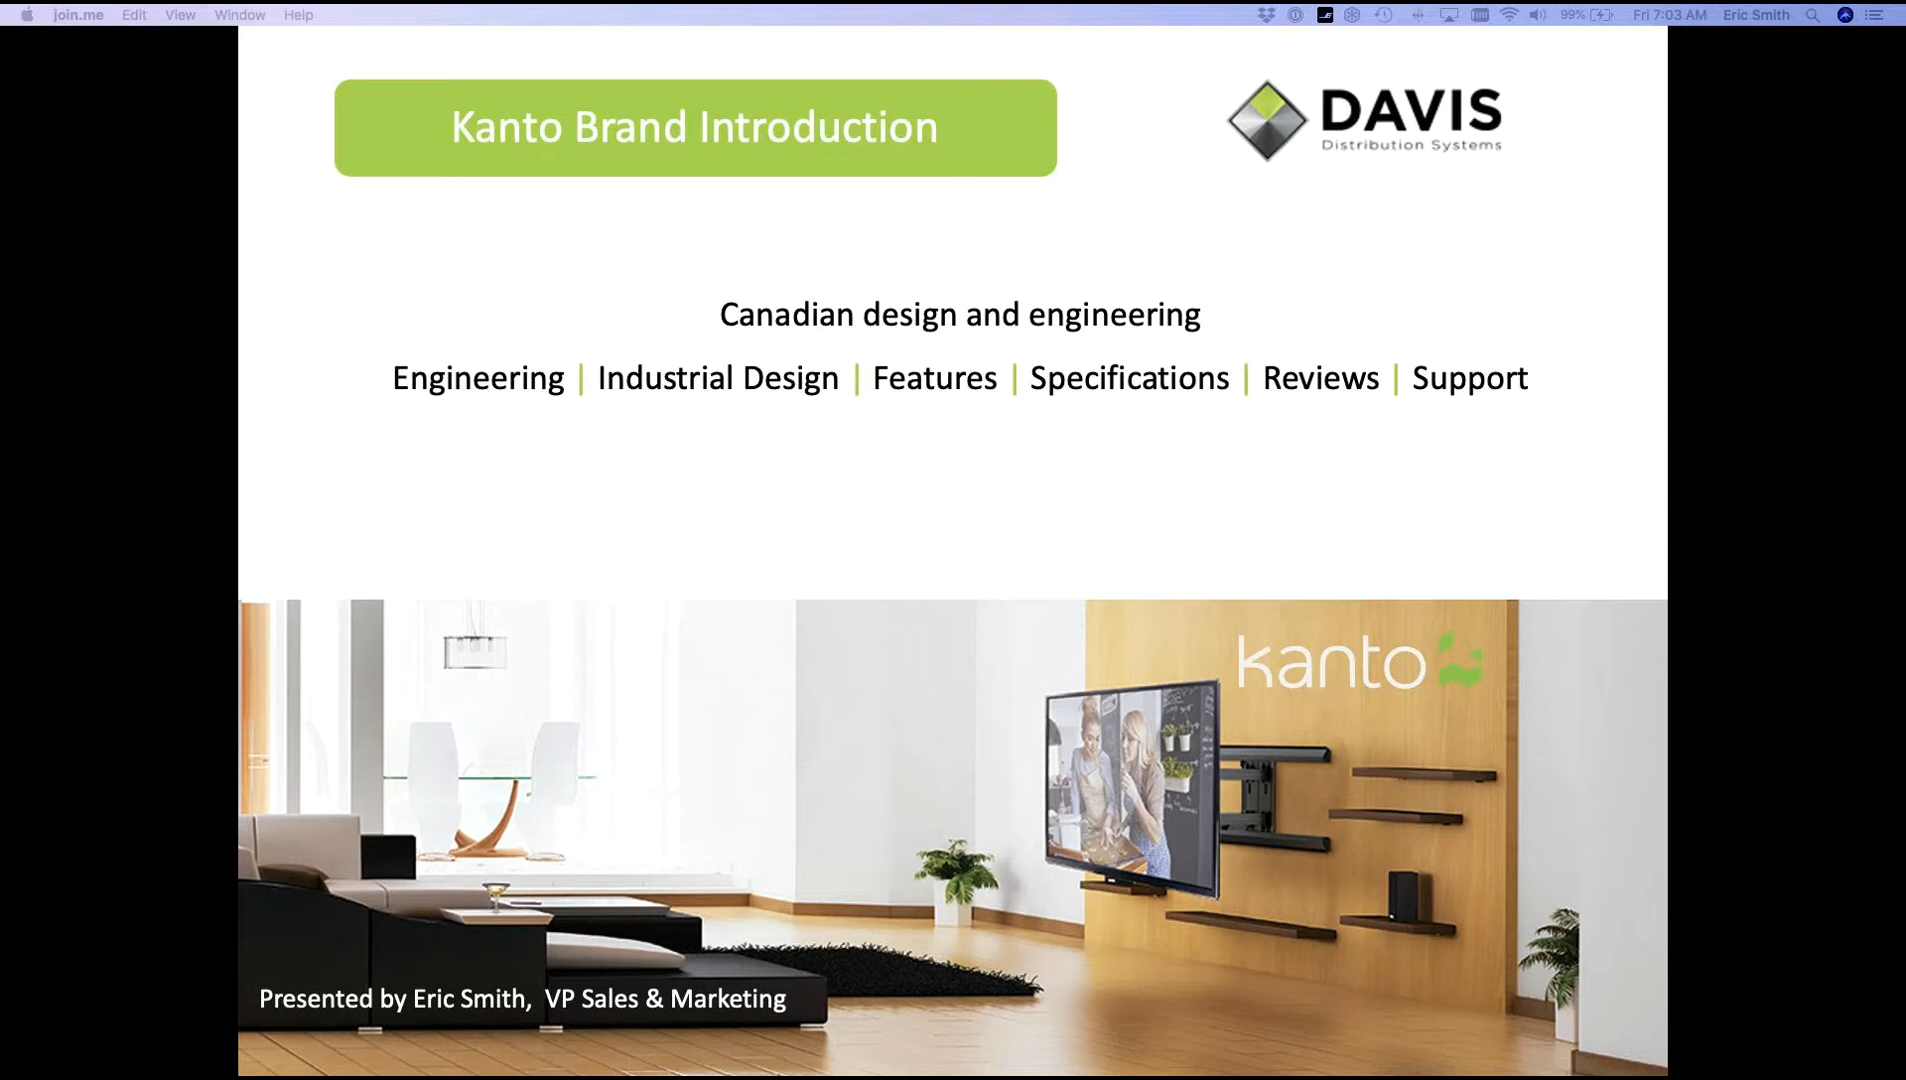 join.me Edit View Window Help 99% Fri 7:03 AM Eric Smith
Kanto Brand Introduction
DAVIS
Distribution Systems
Canadian design and engineering
Engineering | Industrial Design | Features | Specifications | Reviews | Support
kanto
Presented by Eric Smith, VP Sales & Marketing